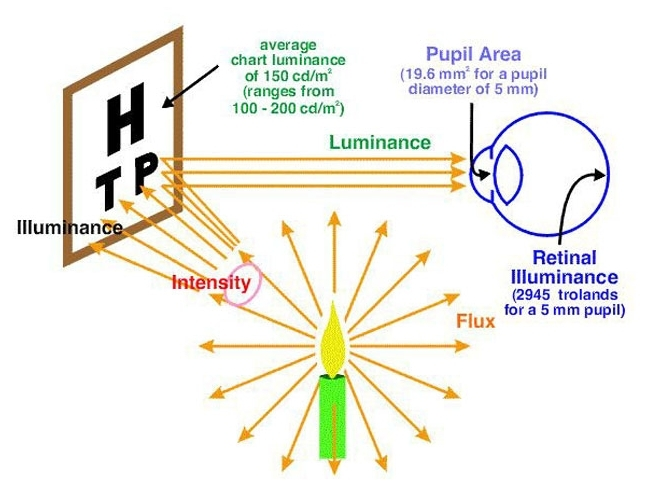 average
chart luminance
of 150 cd/m²
(ranges from
100 - 200 cd/m²)
Pupil Area
(19.6 mm² for a pupil
diameter of 5 mm)
Luminance
H
T P
Illuminance
Intensity
Flux
Retinal
Illuminance
(2945 trolands
for a 5 mm pupil)